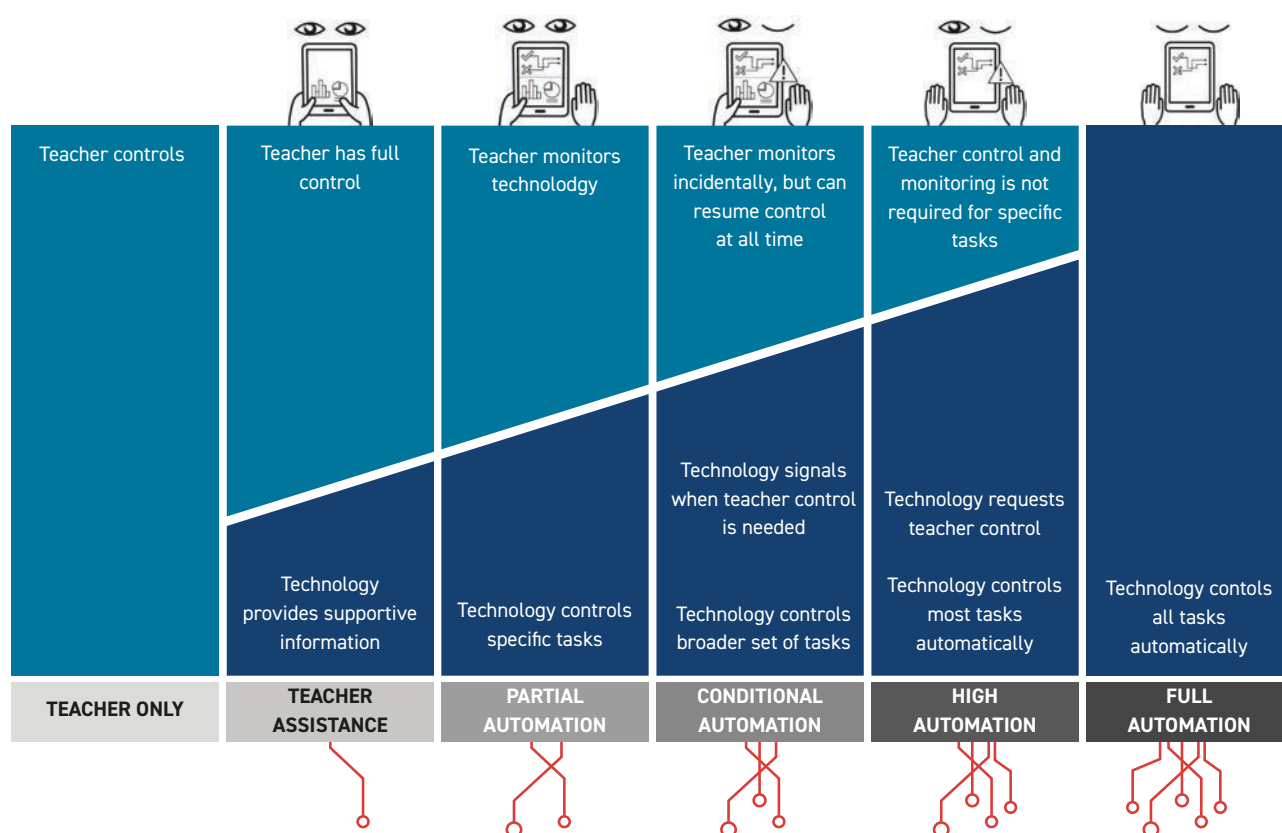 Teacher controls
Teacher has full
control
Teacher monitors
technolodgy
Teacher monitors
incidentally, but can
resume control
at all time
Teacher control and
monitoring is not
required for specific
tasks
Technology
provides supportive
information
Technology controls
specific tasks
Technology signals
when teacher control
is needed
Technology controls
broader set of tasks
Technology requests
teacher control
Technology controls
most tasks
automatically
Technology contols
all tasks
automatically
TEACHER ONLY
TEACHER
ASSISTANCE
PARTIAL
AUTOMATION
CONDITIONAL
AUTOMATION
HIGH
AUTOMATION
FULL
AUTOMATION